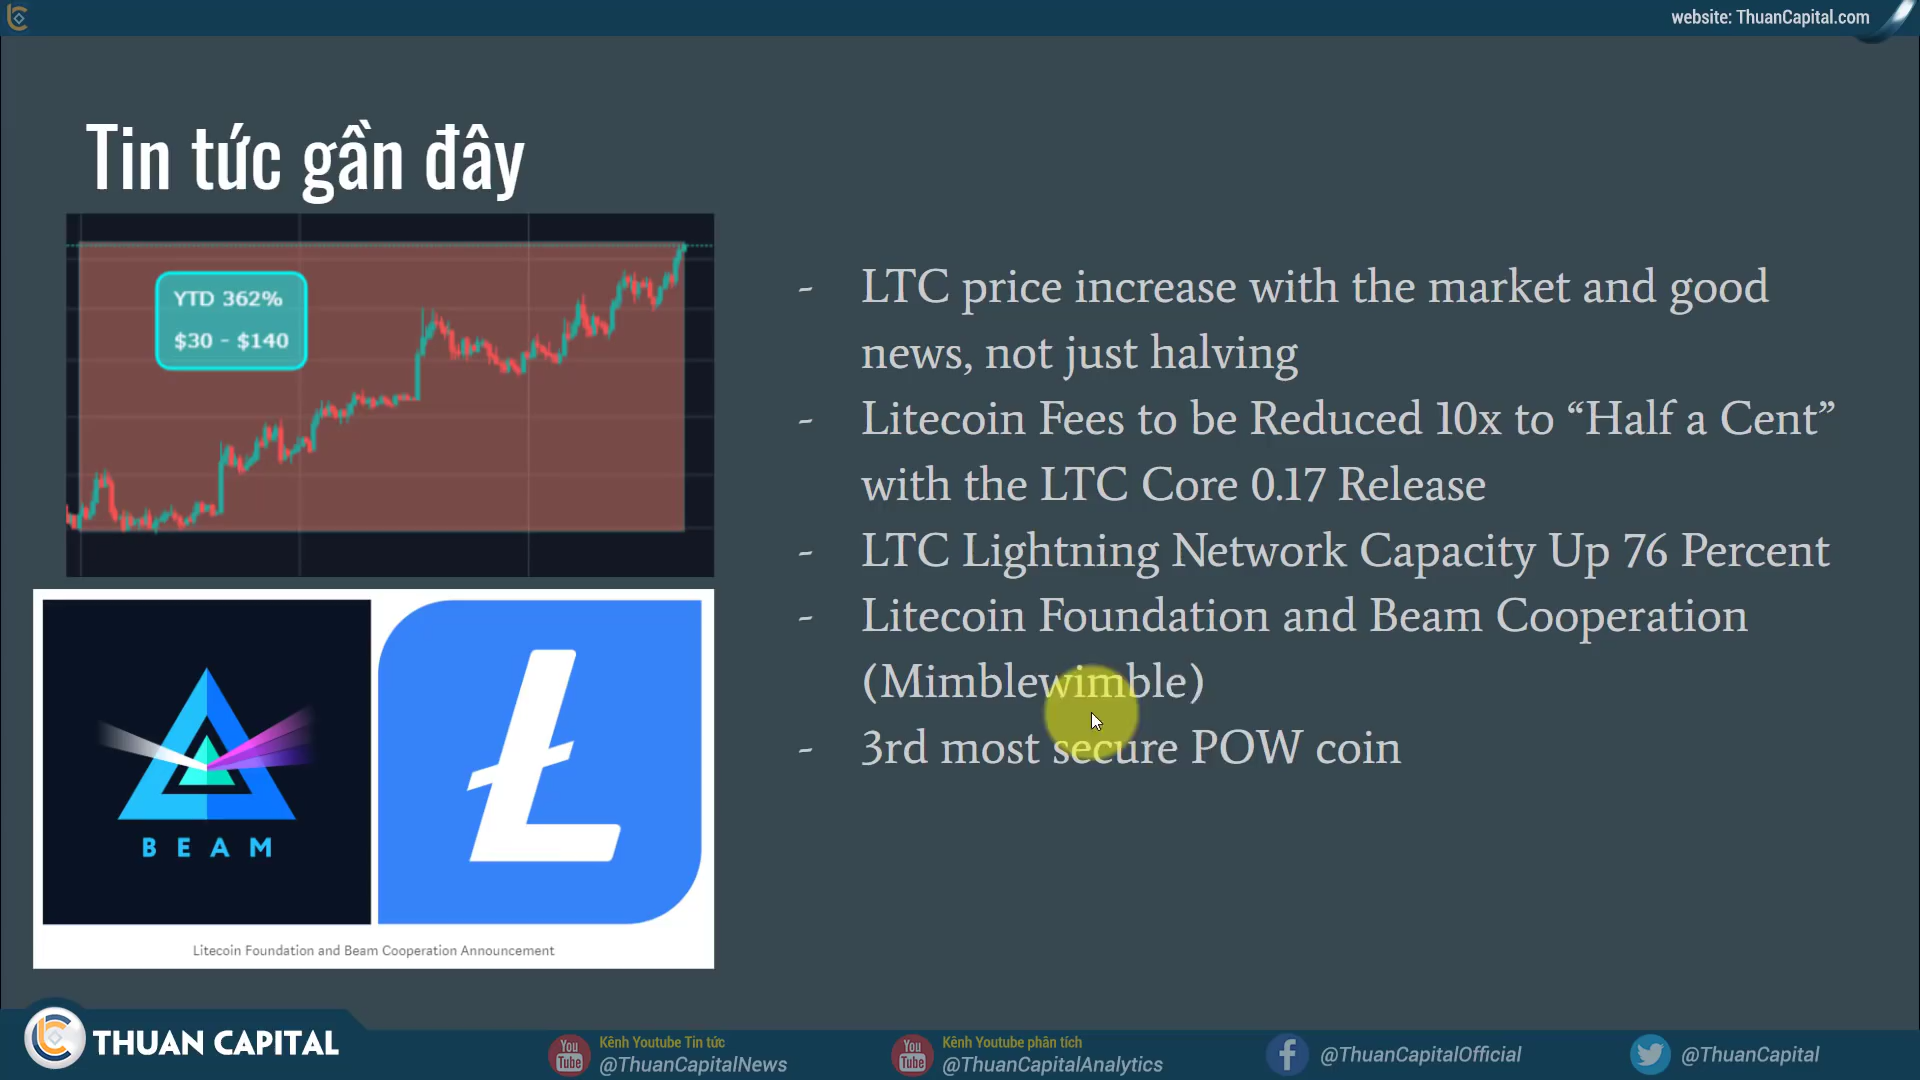 website: ThuanCapital.com
Tin tức gần đây
YTD 362%
$30 - $140
- LTC price increase with the market and good
news, not just halving
- Litecoin Fees to be Reduced 10x to “Half a Cent”
with the LTC Core 0.17 Release
- LTC Lightning Network Capacity Up 76 Percent
- Litecoin Foundation and Beam Cooperation
(Mimblewimble)
- 3rd most secure POW coin
BEAM
Litecoin Foundation and Beam Cooperation Announcement
THUAN CAPITAL
You Tube
Kênh Youtube Tin tức
@ThuanCapitalNews
You Tube
Kênh Youtube phân tích
@ThuanCapitalAnalytics
@ThuanCapitalOfficial
@ThuanCapital